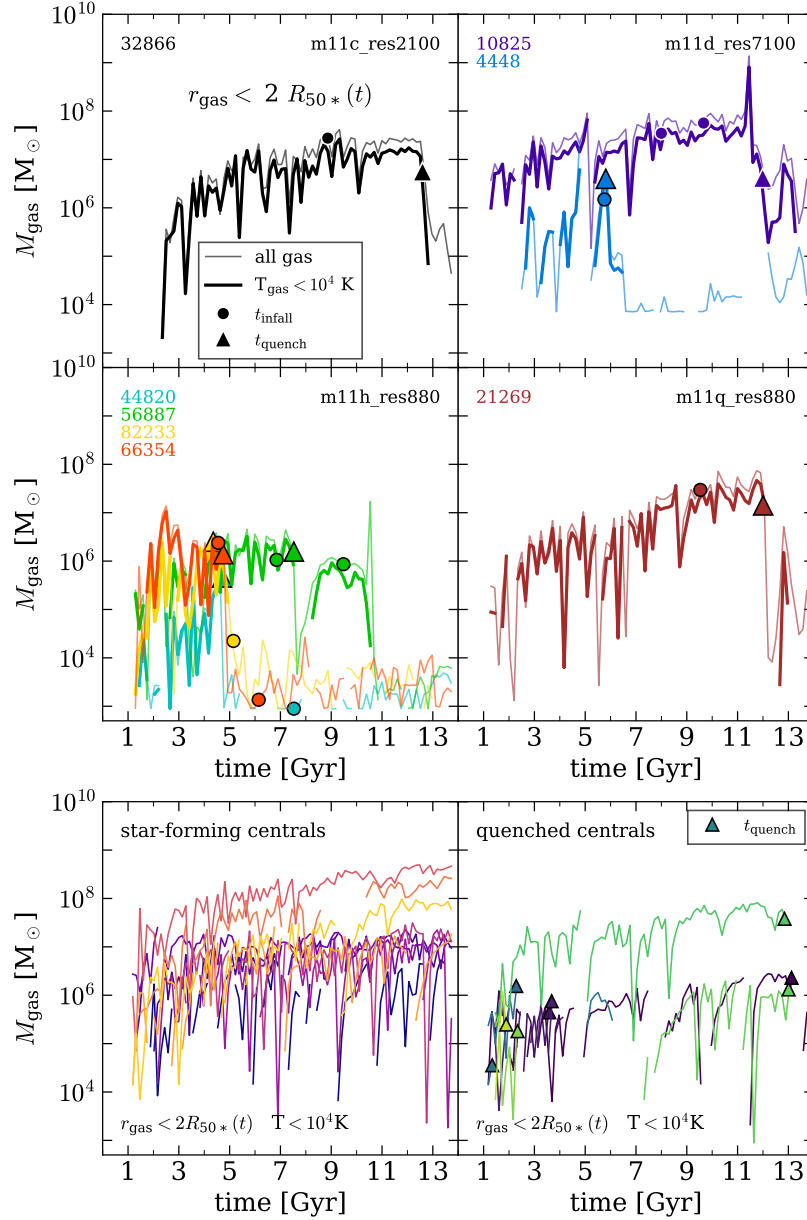 32866 m11c_res2100
r_gas < 2 R_50*(t)
all gas
T_gas < 10^4 K
t_infall
t_quench
M_gas [M_⊙]
10^10
10^8
10^6
10^4
10825 m11d_res7100
4448
44820 m11h_res880
56887
82233
66354
M_gas [M_⊙]
10^10
10^8
10^6
10^4
1 3 5 7 9 11 13
time [Gyr]
21269 m11q_res880
1 3 5 7 9 11 13
time [Gyr]
star-forming centrals
M_gas [M_⊙]
10^10
10^8
10^6
10^4
r_gas < 2R_50*(t) T < 10^4K
1 3 5 7 9 11 13
time [Gyr]
quenched centrals
t_quench
r_gas < 2R_50*(t) T < 10^4K
1 3 5 7 9 11 13
time [Gyr]